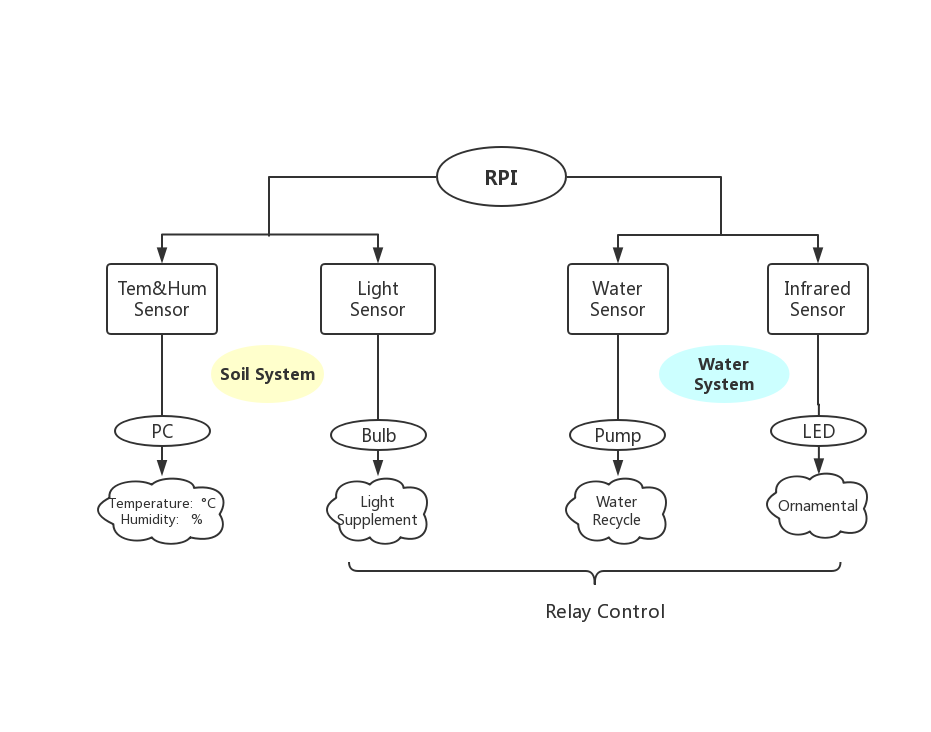 RPI
Tem&Hum
Sensor
Light
Sensor
Water
Sensor
Infrared
Sensor
Soil System
Water
System
PC
Bulb
Pump
LED
Temperature: °C
Humidity: %
Light
Supplement
Water
Recycle
Ornamental
Relay Control